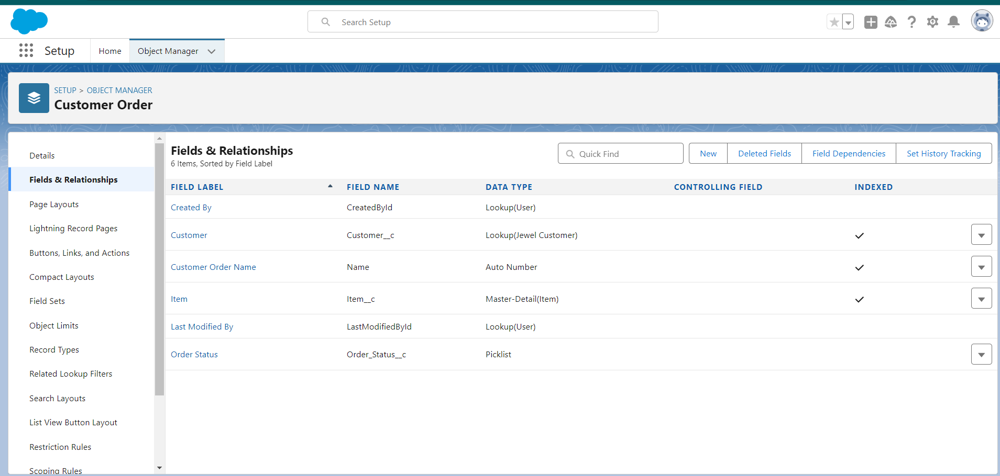 Search Setup
Setup
Home
Object Manager
SETUP > OBJECT MANAGER
Customer Order
Details
Fields & Relationships
Page Layouts
Lightning Record Pages
Buttons, Links, and Actions
Compact Layouts
Field Sets
Object Limits
Record Types
Related Lookup Filters
Search Layouts
List View Button Layout
Restriction Rules
Scoping Rules
Fields & Relationships
6 Items, Sorted by Field Label
Quick Find
New
Deleted Fields
Field Dependencies
Set History Tracking
FIELD LABEL FIELD NAME DATA TYPE CONTROLLING FIELD INDEXED
Created By CreatedById Lookup(User)
Customer Customer__c Lookup(Jewel Customer)
Customer Order Name Name Auto Number
Item Item__c Master-Detail(Item)
Last Modified By LastModifiedById Lookup(User)
Order Status Order_Status__c Picklist